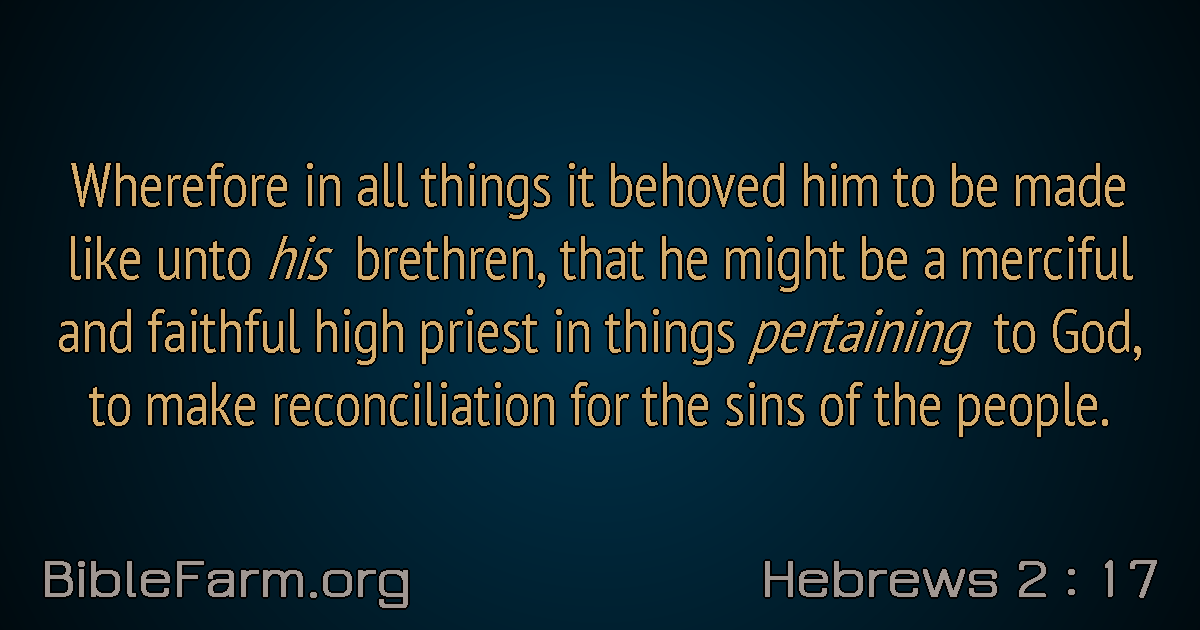 Wherefore in all things it behoved him to be made
like unto his brethren, that he might be a merciful
and faithful high priest in things pertaining to God,
to make reconciliation for the sins of the people.
BibleFarm.org
Hebrews 2 : 17